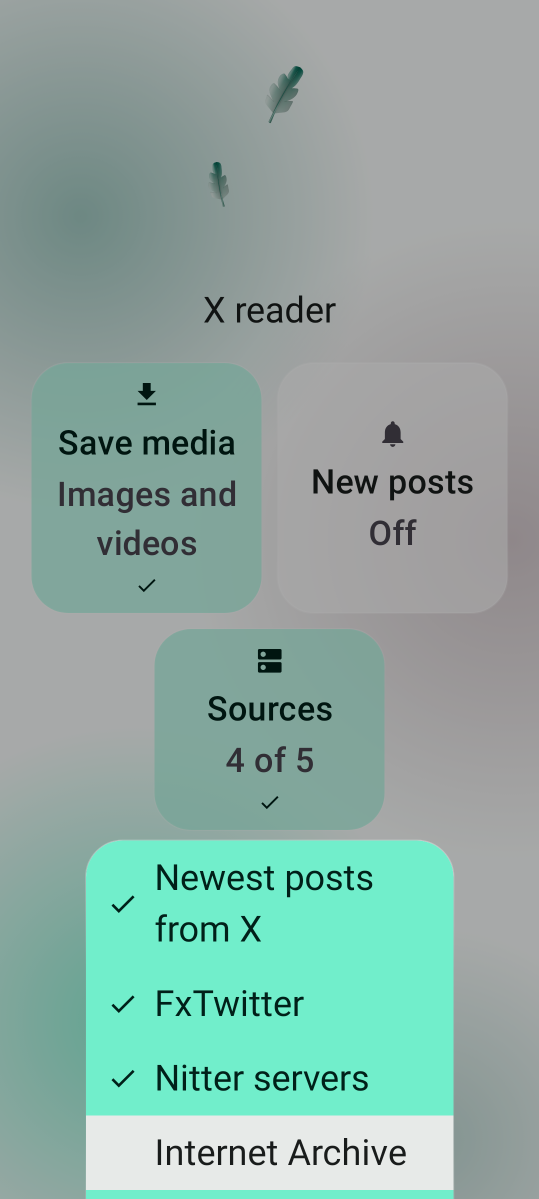 X reader
Save media
Images and
videos
New posts
Off
Sources
4 of 5
Newest posts
from X
FxTwitter
Nitter servers
Internet Archive